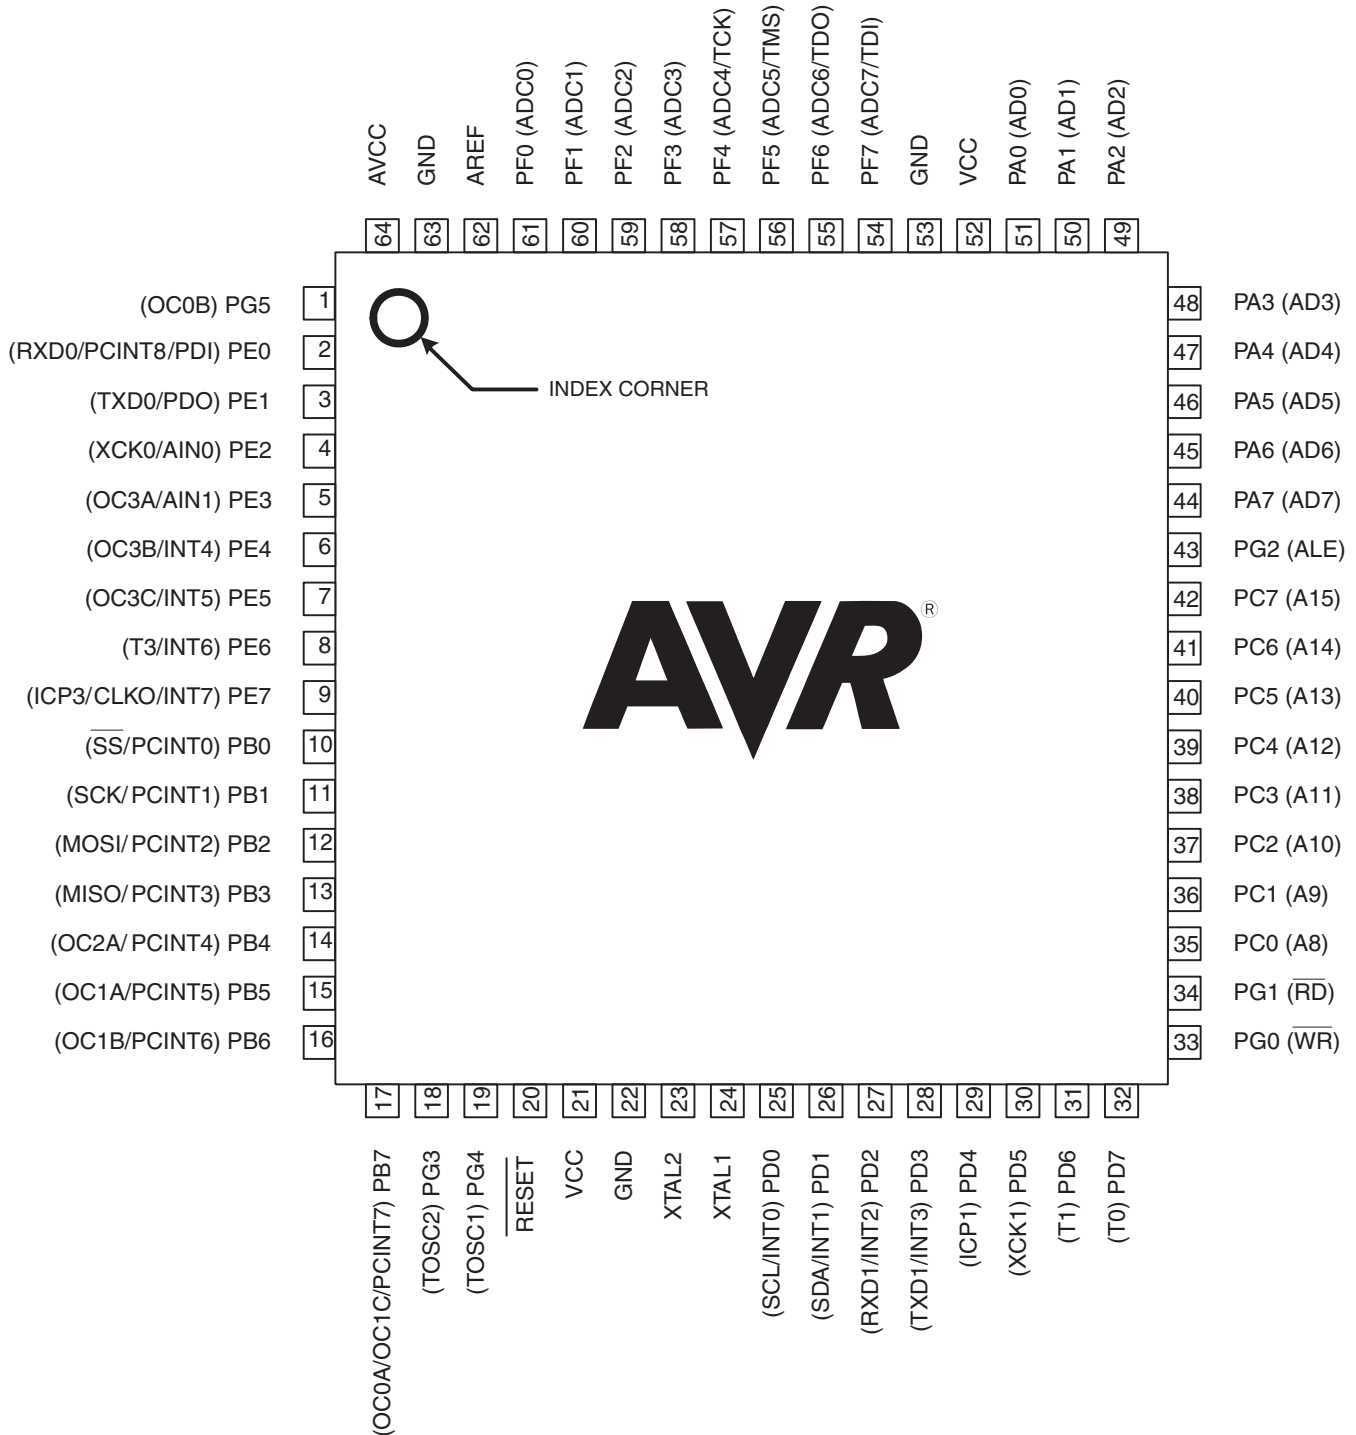 AVCC
GND
AREF
PF0 (ADC0)
PF1 (ADC1)
PF2 (ADC2)
PF3 (ADC3)
PF4 (ADC4/TCK)
PF5 (ADC5/TMS)
PF6 (ADC6/TDO)
PF7 (ADC7/TDI)
GND
VCC
PA0 (AD0)
PA1 (AD1)
PA2 (AD2)
64
63
62
61
60
59
58
57
56
55
54
53
52
51
50
49
(OC0B) PG5 1
(RXD0/PCINT8/PDI) PE0 2
(TXD0/PDO) PE1 3
(XCK0/AIN0) PE2 4
(OC3A/AIN1) PE3 5
(OC3B/INT4) PE4 6
(OC3C/INT5) PE5 7
(T3/INT6) PE6 8
(ICP3/CLKO/INT7) PE7 9
(SS/PCINT0) PB0 10
(SCK/PCINT1) PB1 11
(MOSI/PCINT2) PB2 12
(MISO/PCINT3) PB3 13
(OC2A/PCINT4) PB4 14
(OC1A/PCINT5) PB5 15
(OC1B/PCINT6) PB6 16
INDEX CORNER
AVR®
48 PA3 (AD3)
47 PA4 (AD4)
46 PA5 (AD5)
45 PA6 (AD6)
44 PA7 (AD7)
43 PG2 (ALE)
42 PC7 (A15)
41 PC6 (A14)
40 PC5 (A13)
39 PC4 (A12)
38 PC3 (A11)
37 PC2 (A10)
36 PC1 (A9)
35 PC0 (A8)
34 PG1 (RD)
33 PG0 (WR)
17
18
19
20
21
22
23
24
25
26
27
28
29
30
31
32
(OC0A/OC1C/PCINT7) PB7
(TOSC2) PG3
(TOSC1) PG4
RESET
VCC
GND
XTAL2
XTAL1
(SCL/INT0) PD0
(SDA/INT1) PD1
(RXD1/INT2) PD2
(TXD1/INT3) PD3
(ICP1) PD4
(XCK1) PD5
(T1) PD6
(T0) PD7